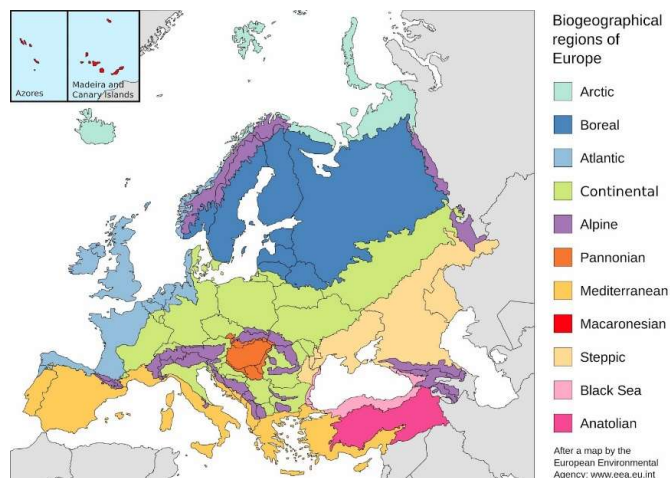 Azores
Madeira and
Canary Islands
Biogeographical
regions of
Europe
Arctic
Boreal
Atlantic
Continental
Alpine
Pannonian
Mediterranean
Macaronesian
Steppic
Black Sea
Anatolian
After a map by the
European Environmental
Agency: www.eea.eu.int